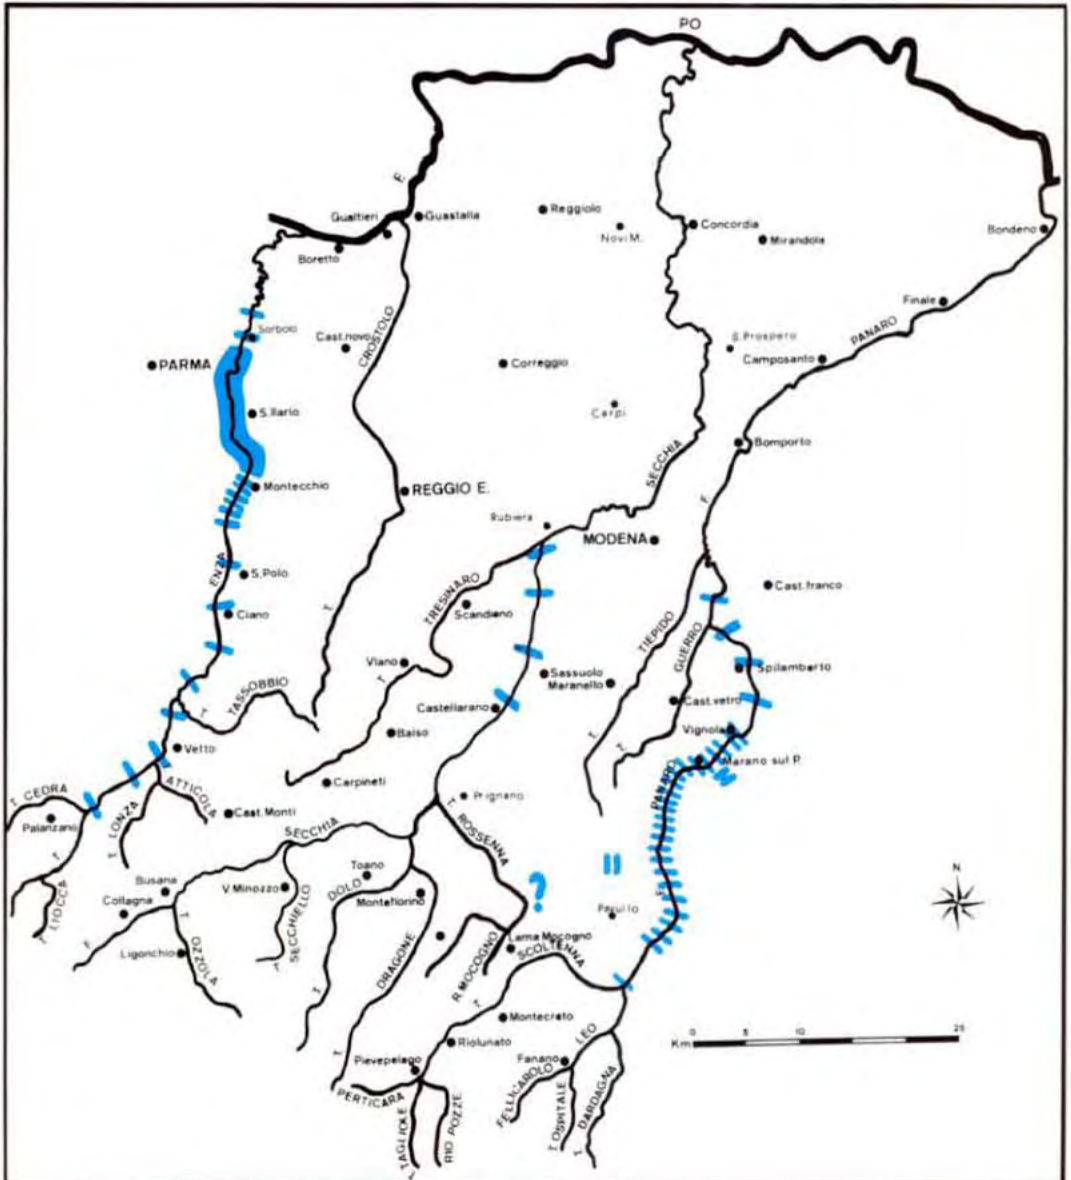 PO
F.
Gualtieri
Guastalla
Reggiolo
Novi M.
Concordia
Mirandola
Bondeno
Boretto
Finale
Sorbolo
Cast.novo
CROSTOLO
S.Prospero
PANARO
PARMA
Correggio
Camposanto
S.Ilario
Carpi
SECCHIA
Bomporto
Montecchio
REGGIO E.
F.
Rubiera
MODENA
ENZA
S.Polo
TRESINARO
Cast.franco
Ciano
T.
Scandiano
TIEPIDO
GUERRO
Viano
T.
Sassuolo
Maranello
Spilamberto
T.
TASSOBBIO
Castellarano
Cast.vetro
Vetto
Baiso
T.
T.
Vignola
Marano sul P.
T. CEDRA
ATTICOLA
Carpineti
Prignano
PANARO
Palanzano
T. LONZA
Cast.Monti
SECCHIA
T.
ROSSENNA
T.
T. LIOCCA
Busana
Collagna
V.Minozzo
Toano
DOLO
Montefiorino
?
F.
T.
SECCHIELLO
Lama Mocogno
F.
Ligonchio
OZZOLA
T.
T.
DRAGONE
R.MOCOGNO
SCOLTENNA
T.
Montecreto
0 5 10 25
Km
N
Riolunato
LEO
T.
Pievepelago
Fanano
PERTICARA
FELLICAROLO
T.OSPITALE
T. DARDAGNA
T. TAGLIOLE
RIO POZZE